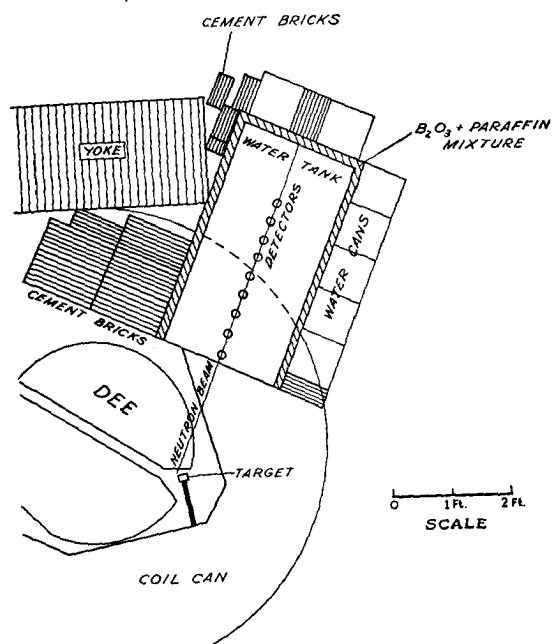 CEMENT BRICKS
YOKE
B₂O₃ + PARAFFIN
MIXTURE
WATER TANK
DETECTORS
WATER CANS
CEMENT BRICKS
DEE
NEUTRON BEAM
TARGET
0 1 Ft. 2 Ft.
SCALE
COIL CAN